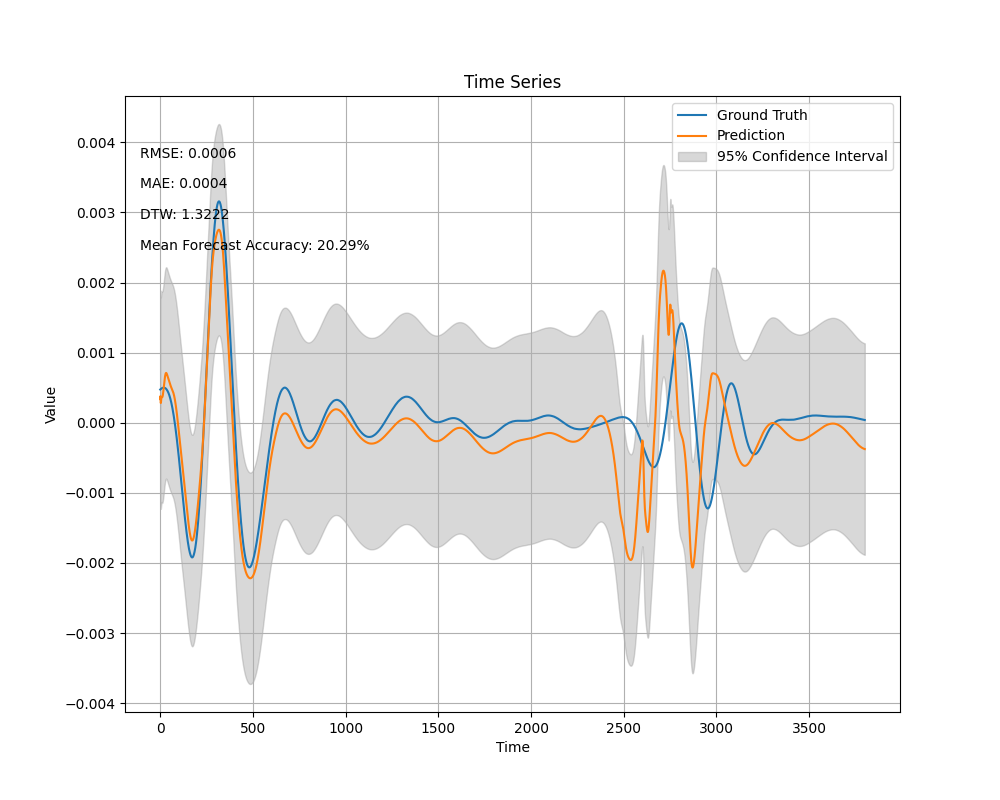 Time Series
Ground Truth
Prediction
95% Confidence Interval
RMSE: 0.0006
MAE: 0.0004
DTW: 1.3222
Mean Forecast Accuracy: 20.29%
Value
0.004
0.003
0.002
0.001
0.000
−0.001
−0.002
−0.003
−0.004
0 500 1000 1500 2000 2500 3000 3500
Time